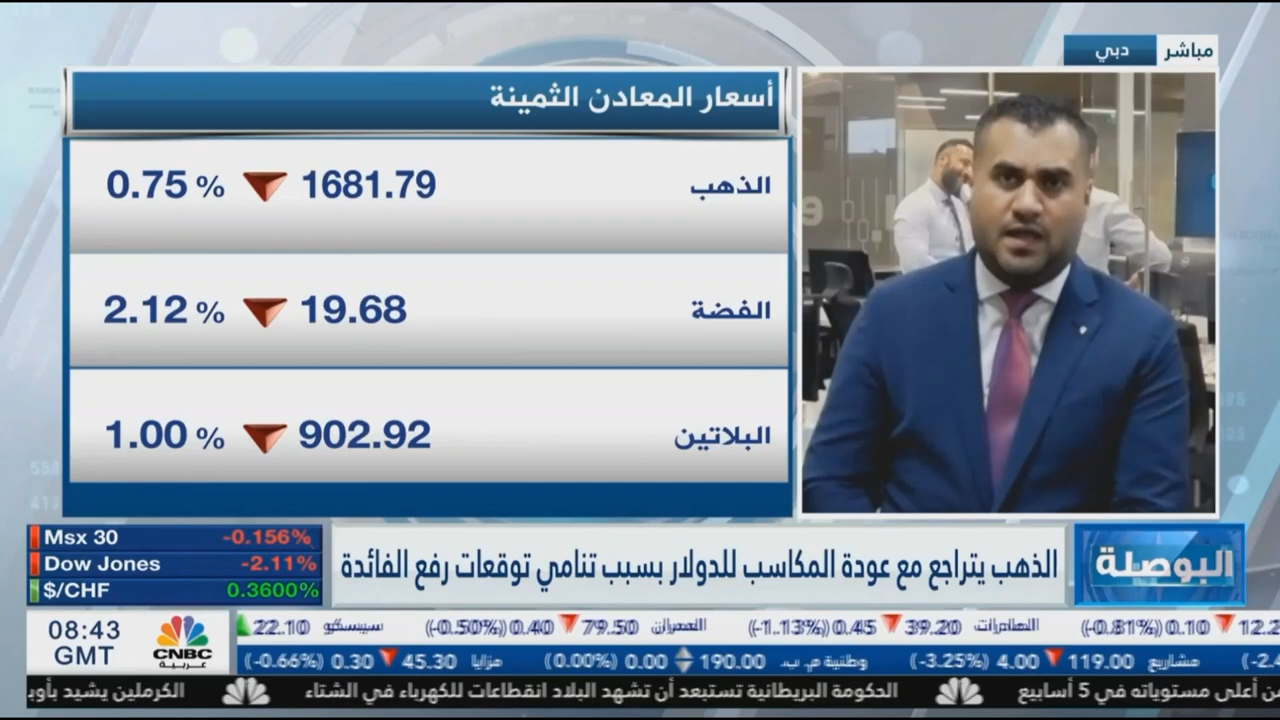 مباشر دبي
أسعار المعادن الثمينة
الذهب 1681.79 ▼ 0.75 %
الفضة 19.68 ▼ 2.12 %
البلاتين 902.92 ▼ 1.00 %
البوصلة
الذهب يتراجع مع عودة المكاسب للدولار بسبب تنامي توقعات رفع الفائدة
Msx 30 -0.156%
Dow Jones -2.11%
$/CHF 0.3600%
08:43
GMT
CNBC
عربية
12.2 ▼ 0.10 (-0.81%) 39.20 ▼ 0.45 (-1.13%) 79.50 ▼ 0.40 (-0.50%) سيسكو 22.10
مشاريع 119.00 ▼ 4.00 (-3.25%) وطنية م. ب. 190.00 0.00 (0.00%) مزايا 45.30 ▼ 0.30 (-0.66%)
من أعلى مستوياته في 5 أسابيع الحكومة البريطانية تستبعد أن تشهد البلاد انقطاعات للكهرباء في الشتاء الكرملين يشيد بأوب